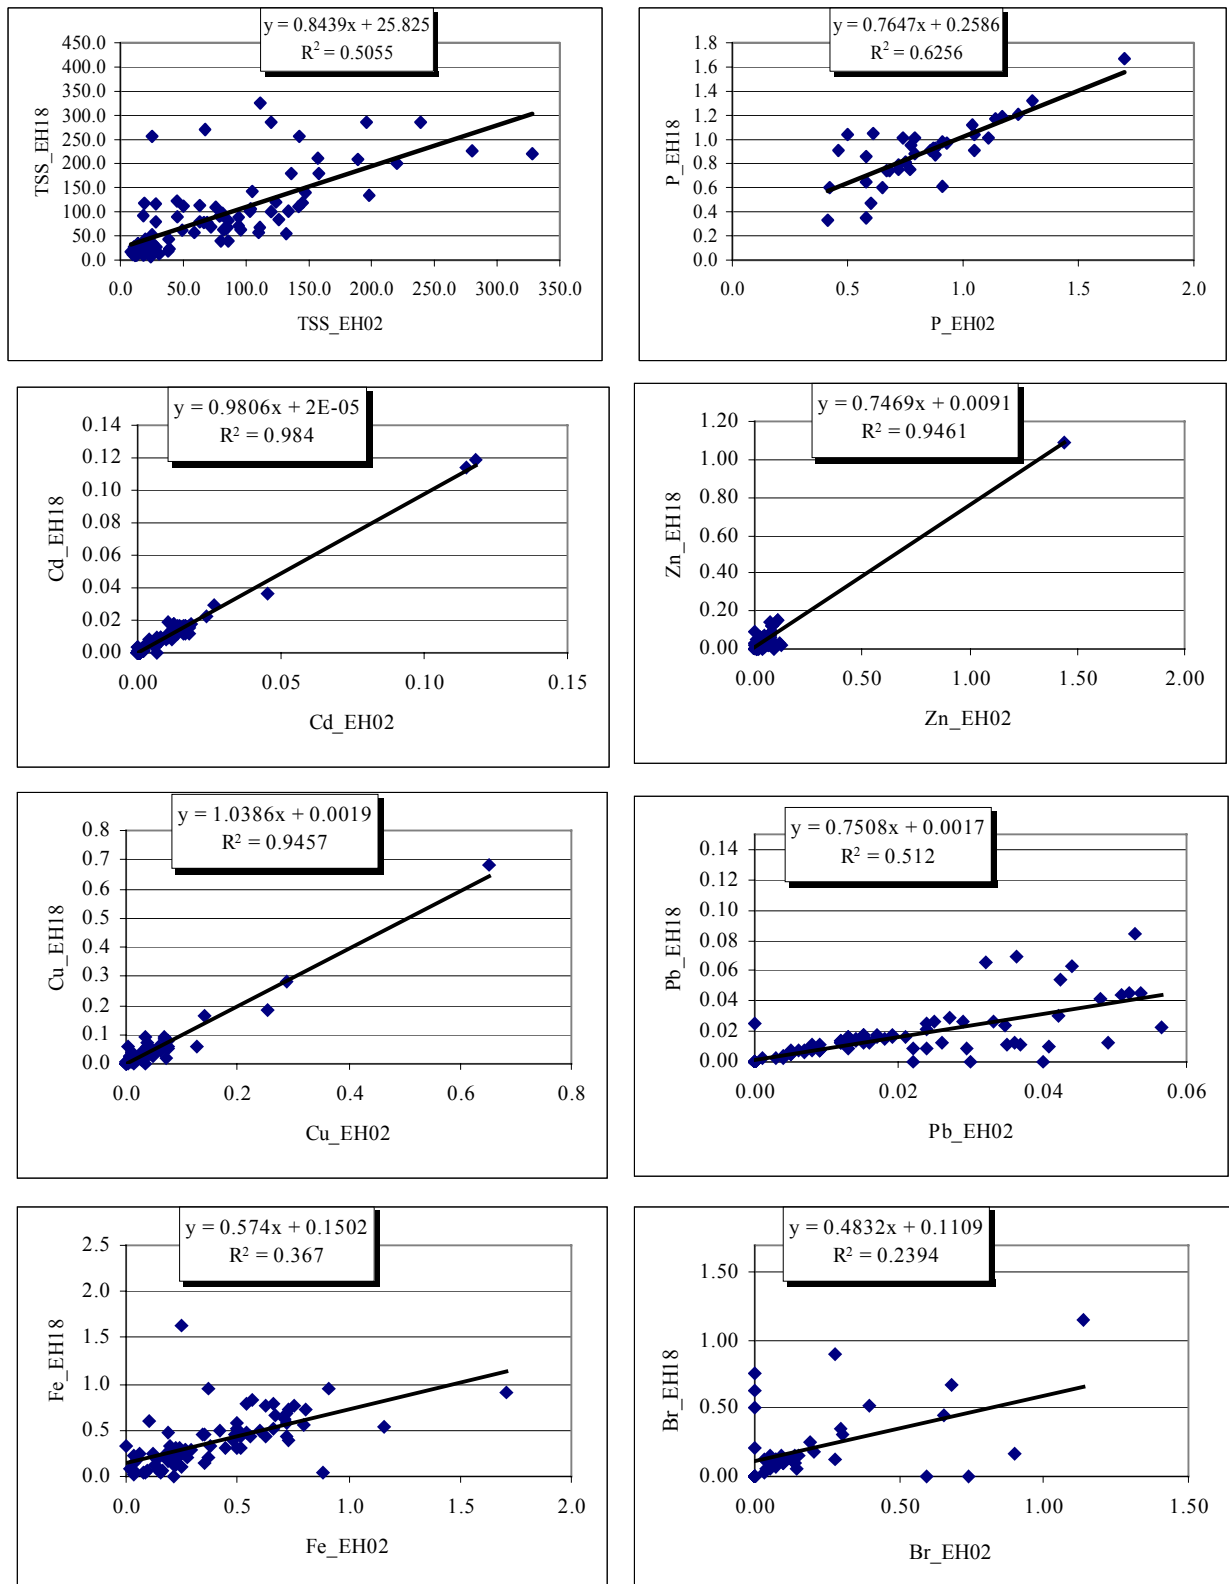 y = 0.8439x + 25.825
R² = 0.5055
450.0
400.0
350.0
300.0
250.0
200.0
150.0
100.0
50.0
0.0
TSS_EH18
0.0 50.0 100.0 150.0 200.0 250.0 300.0 350.0
TSS_EH02
y = 0.7647x + 0.2586
R² = 0.6256
1.8
1.6
1.4
1.2
1.0
0.8
0.6
0.4
0.2
0.0
P_EH18
0.0 0.5 1.0 1.5 2.0
P_EH02
y = 0.9806x + 2E-05
R² = 0.984
0.14
0.12
0.10
0.08
0.06
0.04
0.02
0.00
Cd_EH18
0.00 0.05 0.10 0.15
Cd_EH02
y = 0.7469x + 0.0091
R² = 0.9461
1.20
1.00
0.80
0.60
0.40
0.20
0.00
Zn_EH18
0.00 0.50 1.00 1.50 2.00
Zn_EH02
y = 1.0386x + 0.0019
R² = 0.9457
0.8
0.7
0.6
0.5
0.4
0.3
0.2
0.1
0.0
Cu_EH18
0.0 0.2 0.4 0.6 0.8
Cu_EH02
y = 0.7508x + 0.0017
R² = 0.512
0.14
0.12
0.10
0.08
0.06
0.04
0.02
0.00
Pb_EH18
0.00 0.02 0.04 0.06
Pb_EH02
y = 0.574x + 0.1502
R² = 0.367
2.5
2.0
1.5
1.0
0.5
0.0
Fe_EH18
0.0 0.5 1.0 1.5 2.0
Fe_EH02
y = 0.4832x + 0.1109
R² = 0.2394
1.50
1.00
0.50
0.00
Br_EH18
0.00 0.50 1.00 1.50
Br_EH02